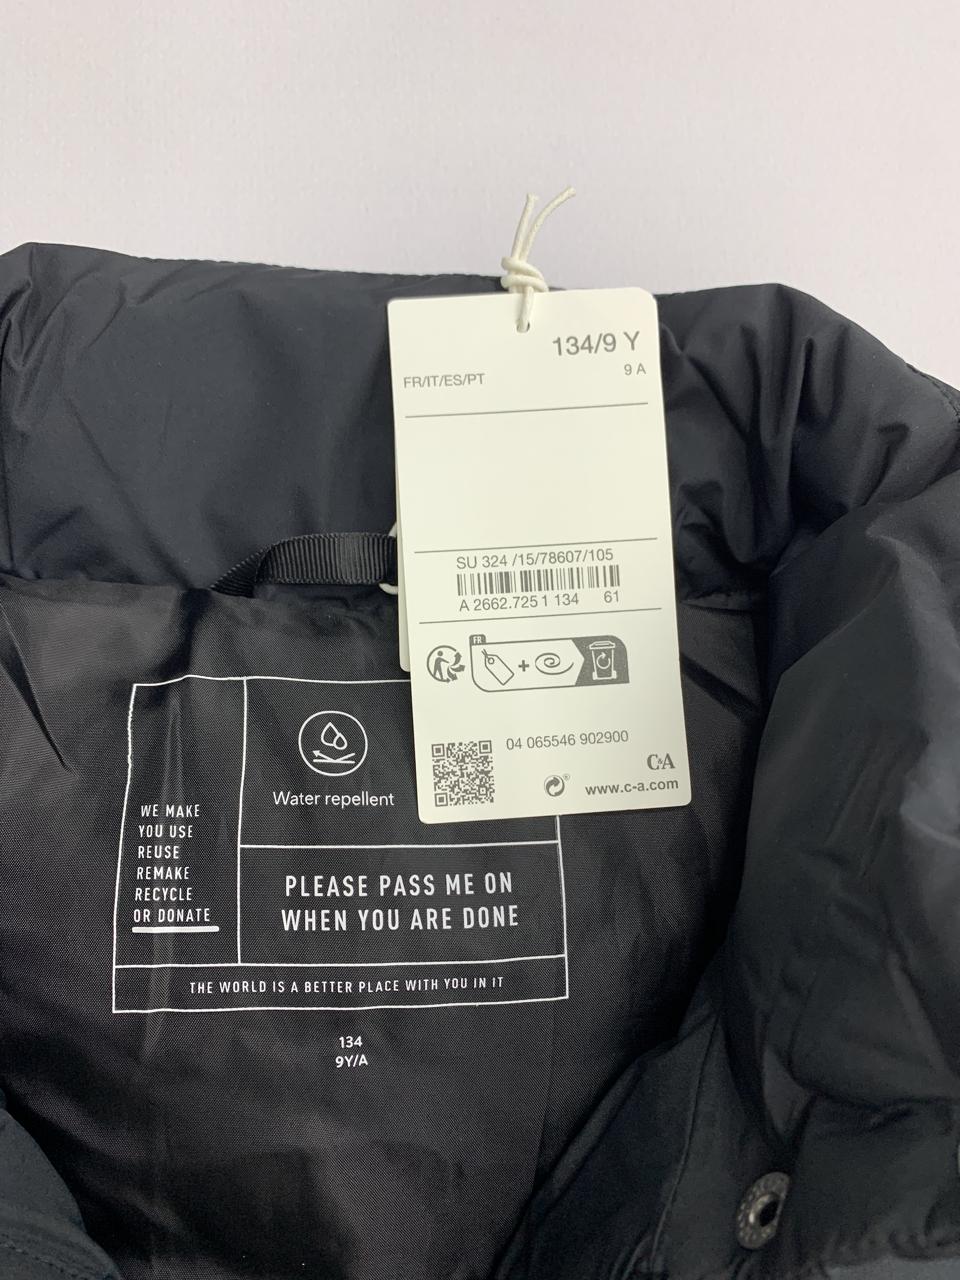 134/9 Y
FR/IT/ES/PT
9 A
SU 324 /15/78607/105
A 2662.725 1 134 61
FR
04 065546 902900
C&A
www.c-a.com
Water repellent
WE MAKE
YOU USE
REUSE
REMAKE
RECYCLE
OR DONATE
PLEASE PASS ME ON
WHEN YOU ARE DONE
THE WORLD IS A BETTER PLACE WITH YOU IN IT
134
9Y/A